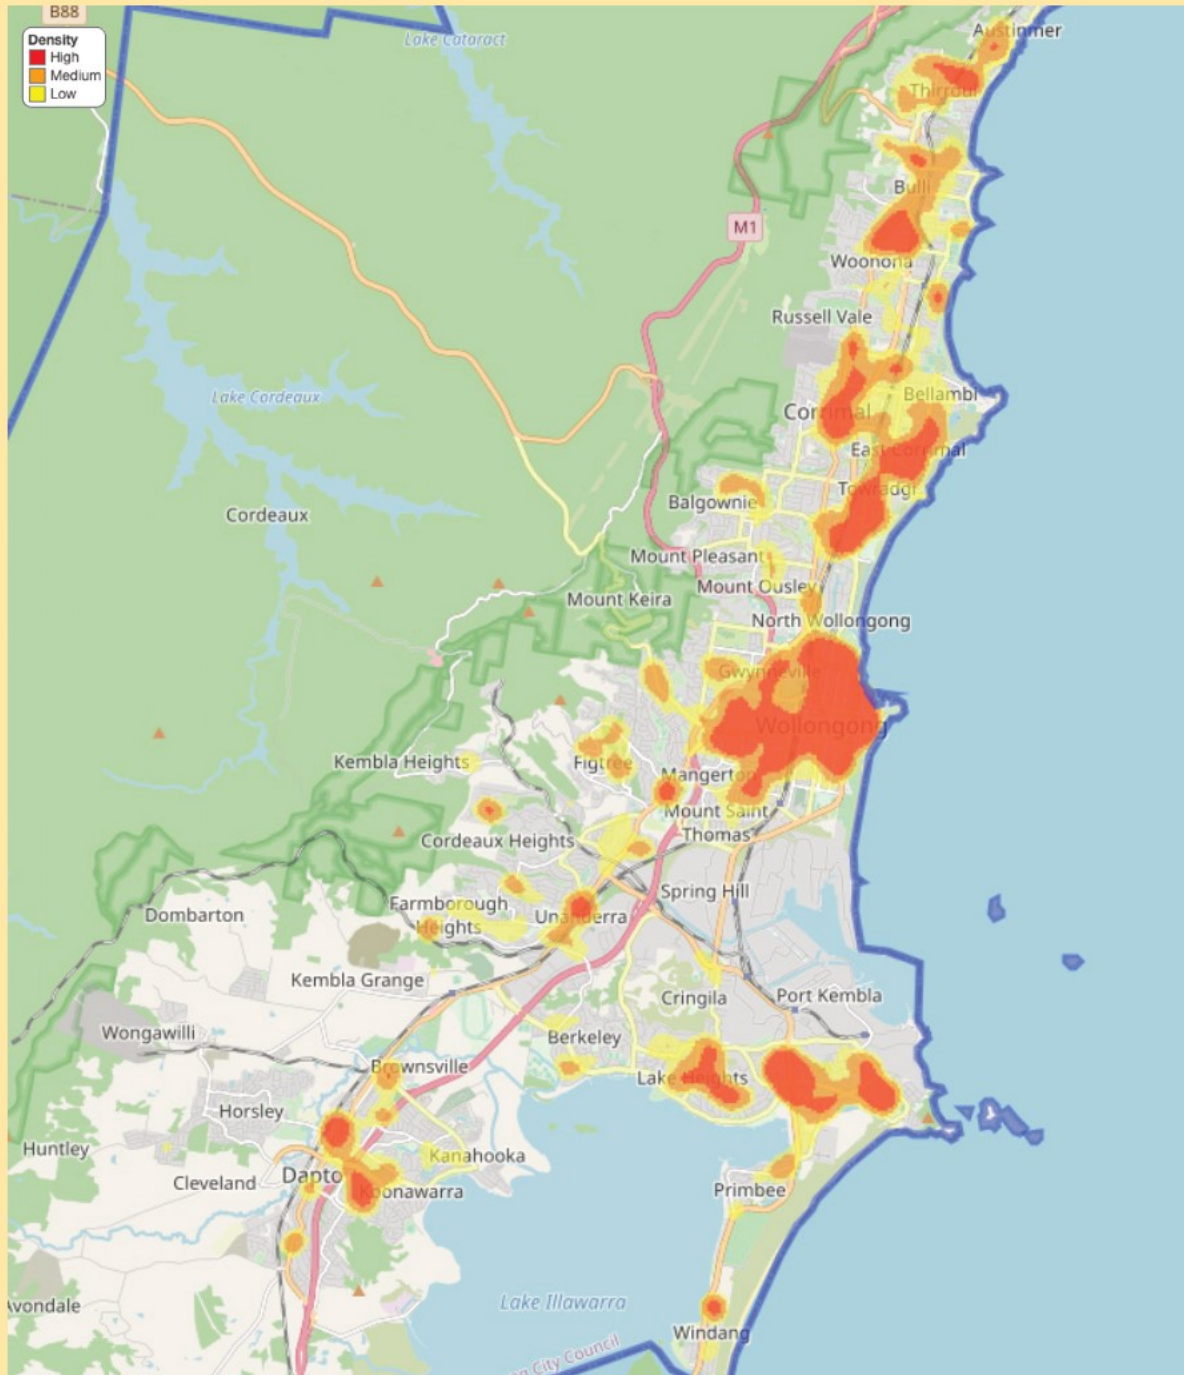 B88
Density
High
Medium
Low
Lake Cataract
Austinmer
Thirroul
Bulli
M1
Woonona
Russell Vale
Lake Cordeaux
Bellambi
Corrimal
East Corrimal
Towradgi
Balgownie
Cordeaux
Mount Pleasant
Mount Ousley
Mount Keira
North Wollongong
Gwynneville
Wollongong
Kembla Heights
Figtree
Mangerton
Mount Saint
Thomas
Cordeaux Heights
Spring Hill
Farmborough
Heights
Unanderra
Dombarton
Kembla Grange
Cringila
Port Kembla
Wongawilli
Berkeley
Brownsville
Lake Heights
Horsley
Huntley
Kanahooka
Cleveland
Dapto
Koonawarra
Primbee
Avondale
Lake Illawarra
Windang
City Council